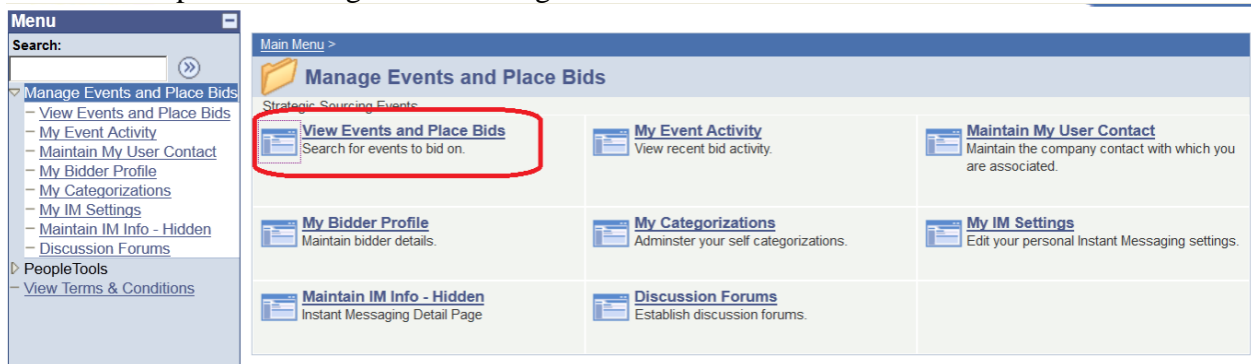 Menu
Search:
Manage Events and Place Bids
View Events and Place Bids
My Event Activity
Maintain My User Contact
My Bidder Profile
My Categorizations
My IM Settings
Maintain IM Info - Hidden
Discussion Forums
PeopleTools
View Terms & Conditions
Main Menu >
Manage Events and Place Bids
Strategic Sourcing Events
View Events and Place Bids
Search for events to bid on.
My Event Activity
View recent bid activity.
Maintain My User Contact
Maintain the company contact with which you
are associated.
My Bidder Profile
Maintain bidder details.
My Categorizations
Adminster your self categorizations.
My IM Settings
Edit your personal Instant Messaging settings.
Maintain IM Info - Hidden
Instant Messaging Detail Page
Discussion Forums
Establish discussion forums.